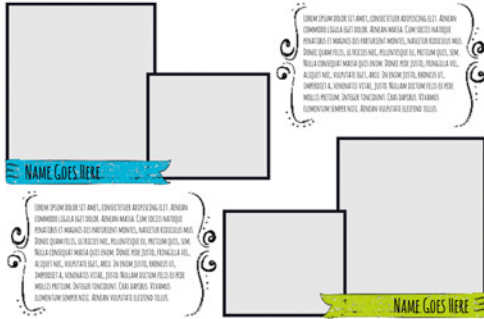 Lorem ipsum dolor sit amet, consectetuer adipiscing elit. Aenean
commodo ligula eget dolor. Aenean massa. Cum sociis natoque
penatibus et magnis dis parturient montes, nascetur ridiculus mus.
Donec quam felis, ultricies nec, pellentesque eu, pretium quis, sem.
Nulla consequat massa quis enim. Donec pede justo, fringilla vel,
aliquet nec, vulputate eget, arcu. In enim justo, rhoncus ut,
imperdiet a, venenatis vitae, justo. Nullam dictum felis eu pede
mollis pretium. Integer tincidunt. Cras dapibus. Vivamus
elementum semper nisi. Aenean vulputate eleifend tellus.
Name Goes Here
Lorem ipsum dolor sit amet, consectetuer adipiscing elit. Aenean
commodo ligula eget dolor. Aenean massa. Cum sociis natoque
penatibus et magnis dis parturient montes, nascetur ridiculus mus.
Donec quam felis, ultricies nec, pellentesque eu, pretium quis, sem.
Nulla consequat massa quis enim. Donec pede justo, fringilla vel,
aliquet nec, vulputate eget, arcu. In enim justo, rhoncus ut,
imperdiet a, venenatis vitae, justo. Nullam dictum felis eu pede
mollis pretium. Integer tincidunt. Cras dapibus. Vivamus
elementum semper nisi. Aenean vulputate eleifend tellus.
Name Goes Here